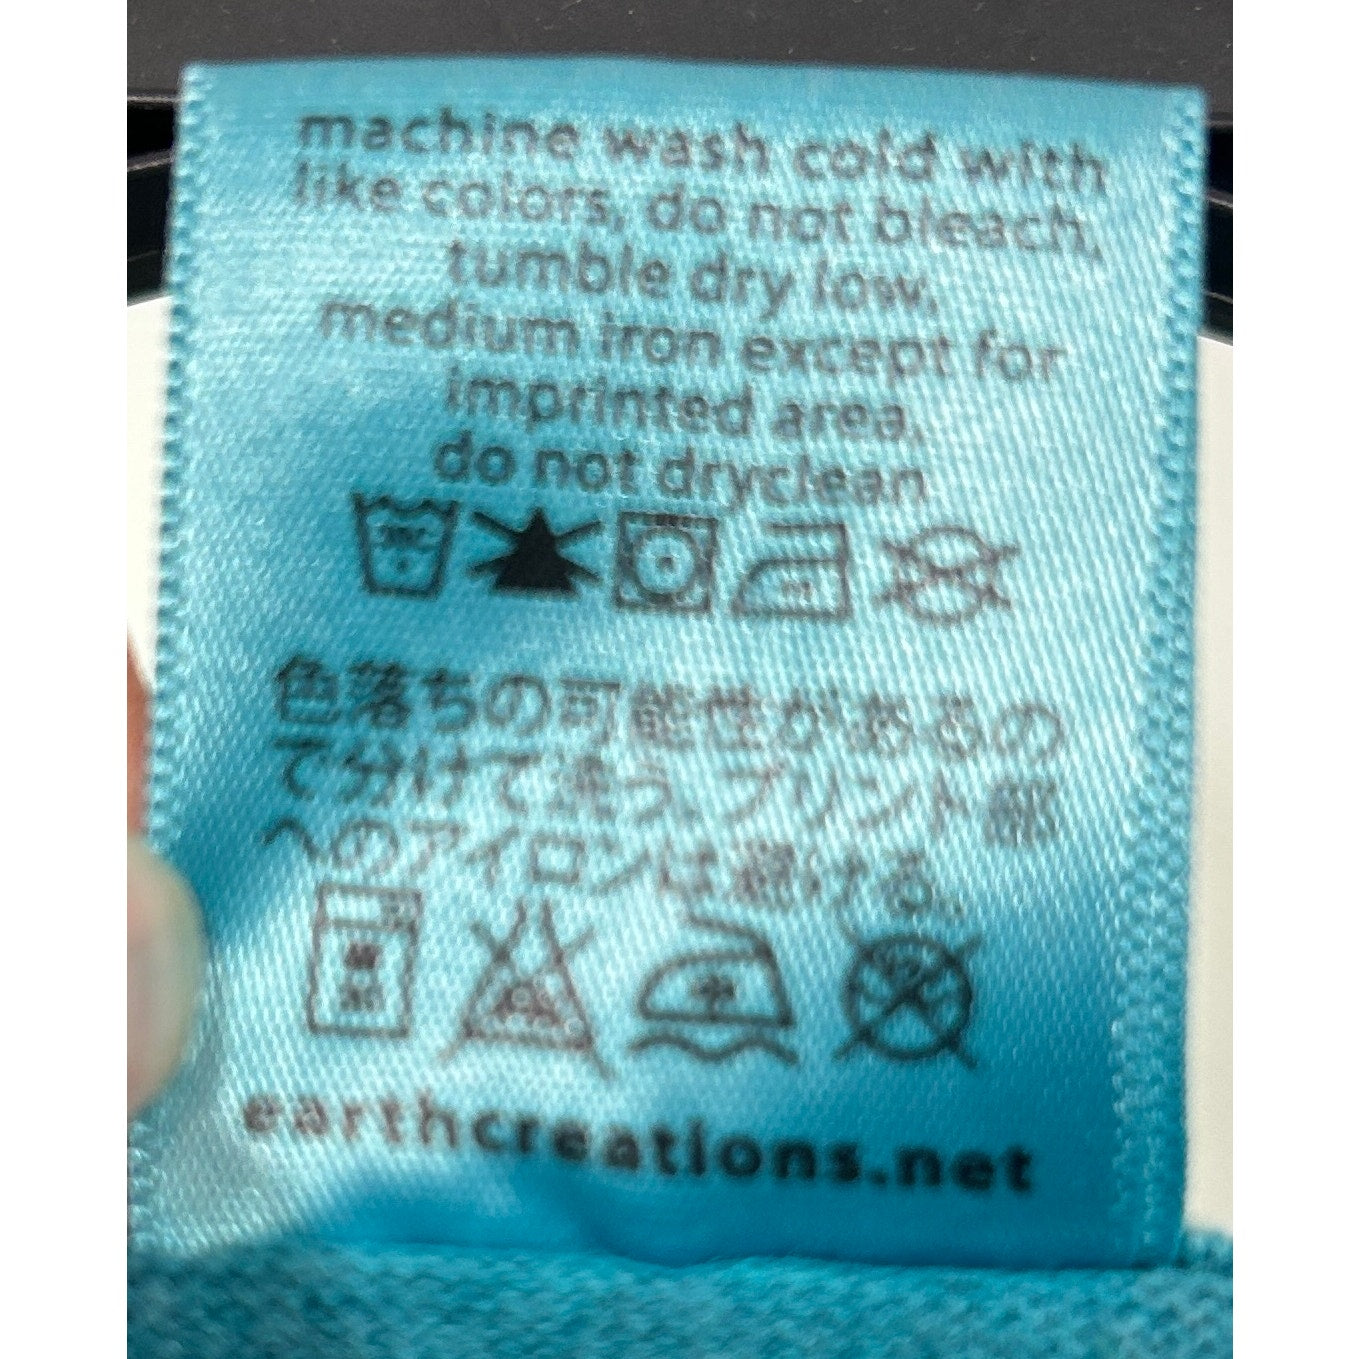 machine wash cold with
like colors, do not bleach,
tumble dry low,
medium iron except for
imprinted area,
do not dryclean
30C
色落ちの可能性があるの
で分けて洗う。プリント部
へのアイロンは避ける。
中
earthcreations.net